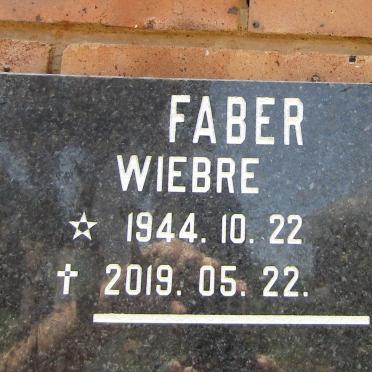 FABER
WIEBRE
☆ 1944. 10. 22
✝ 2019. 05. 22.